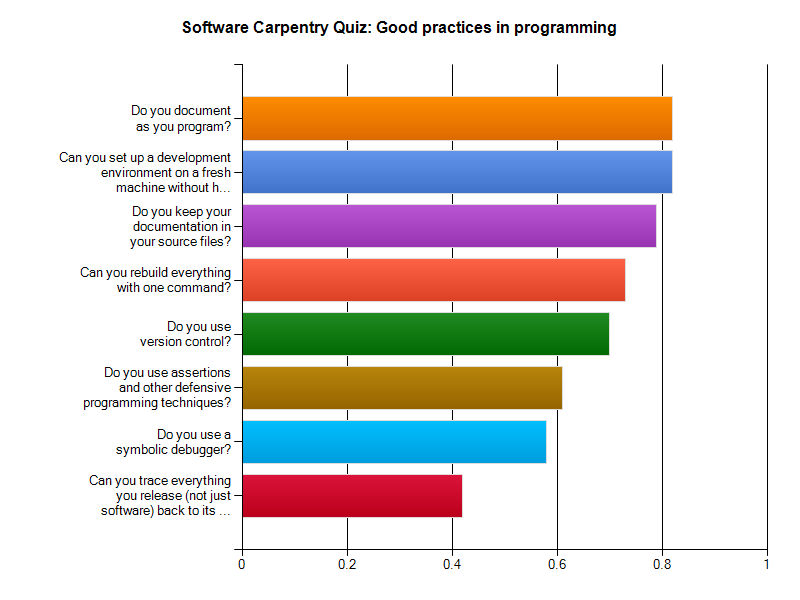 Software Carpentry Quiz: Good practices in programming
Do you document
as you program?
Can you set up a development
environment on a fresh
machine without h...
Do you keep your
documentation in
your source files?
Can you rebuild everything
with one command?
Do you use
version control?
Do you use assertions
and other defensive
programming techniques?
Do you use a
symbolic debugger?
Can you trace everything
you release (not just
software) back to its ...
0 0.2 0.4 0.6 0.8 1